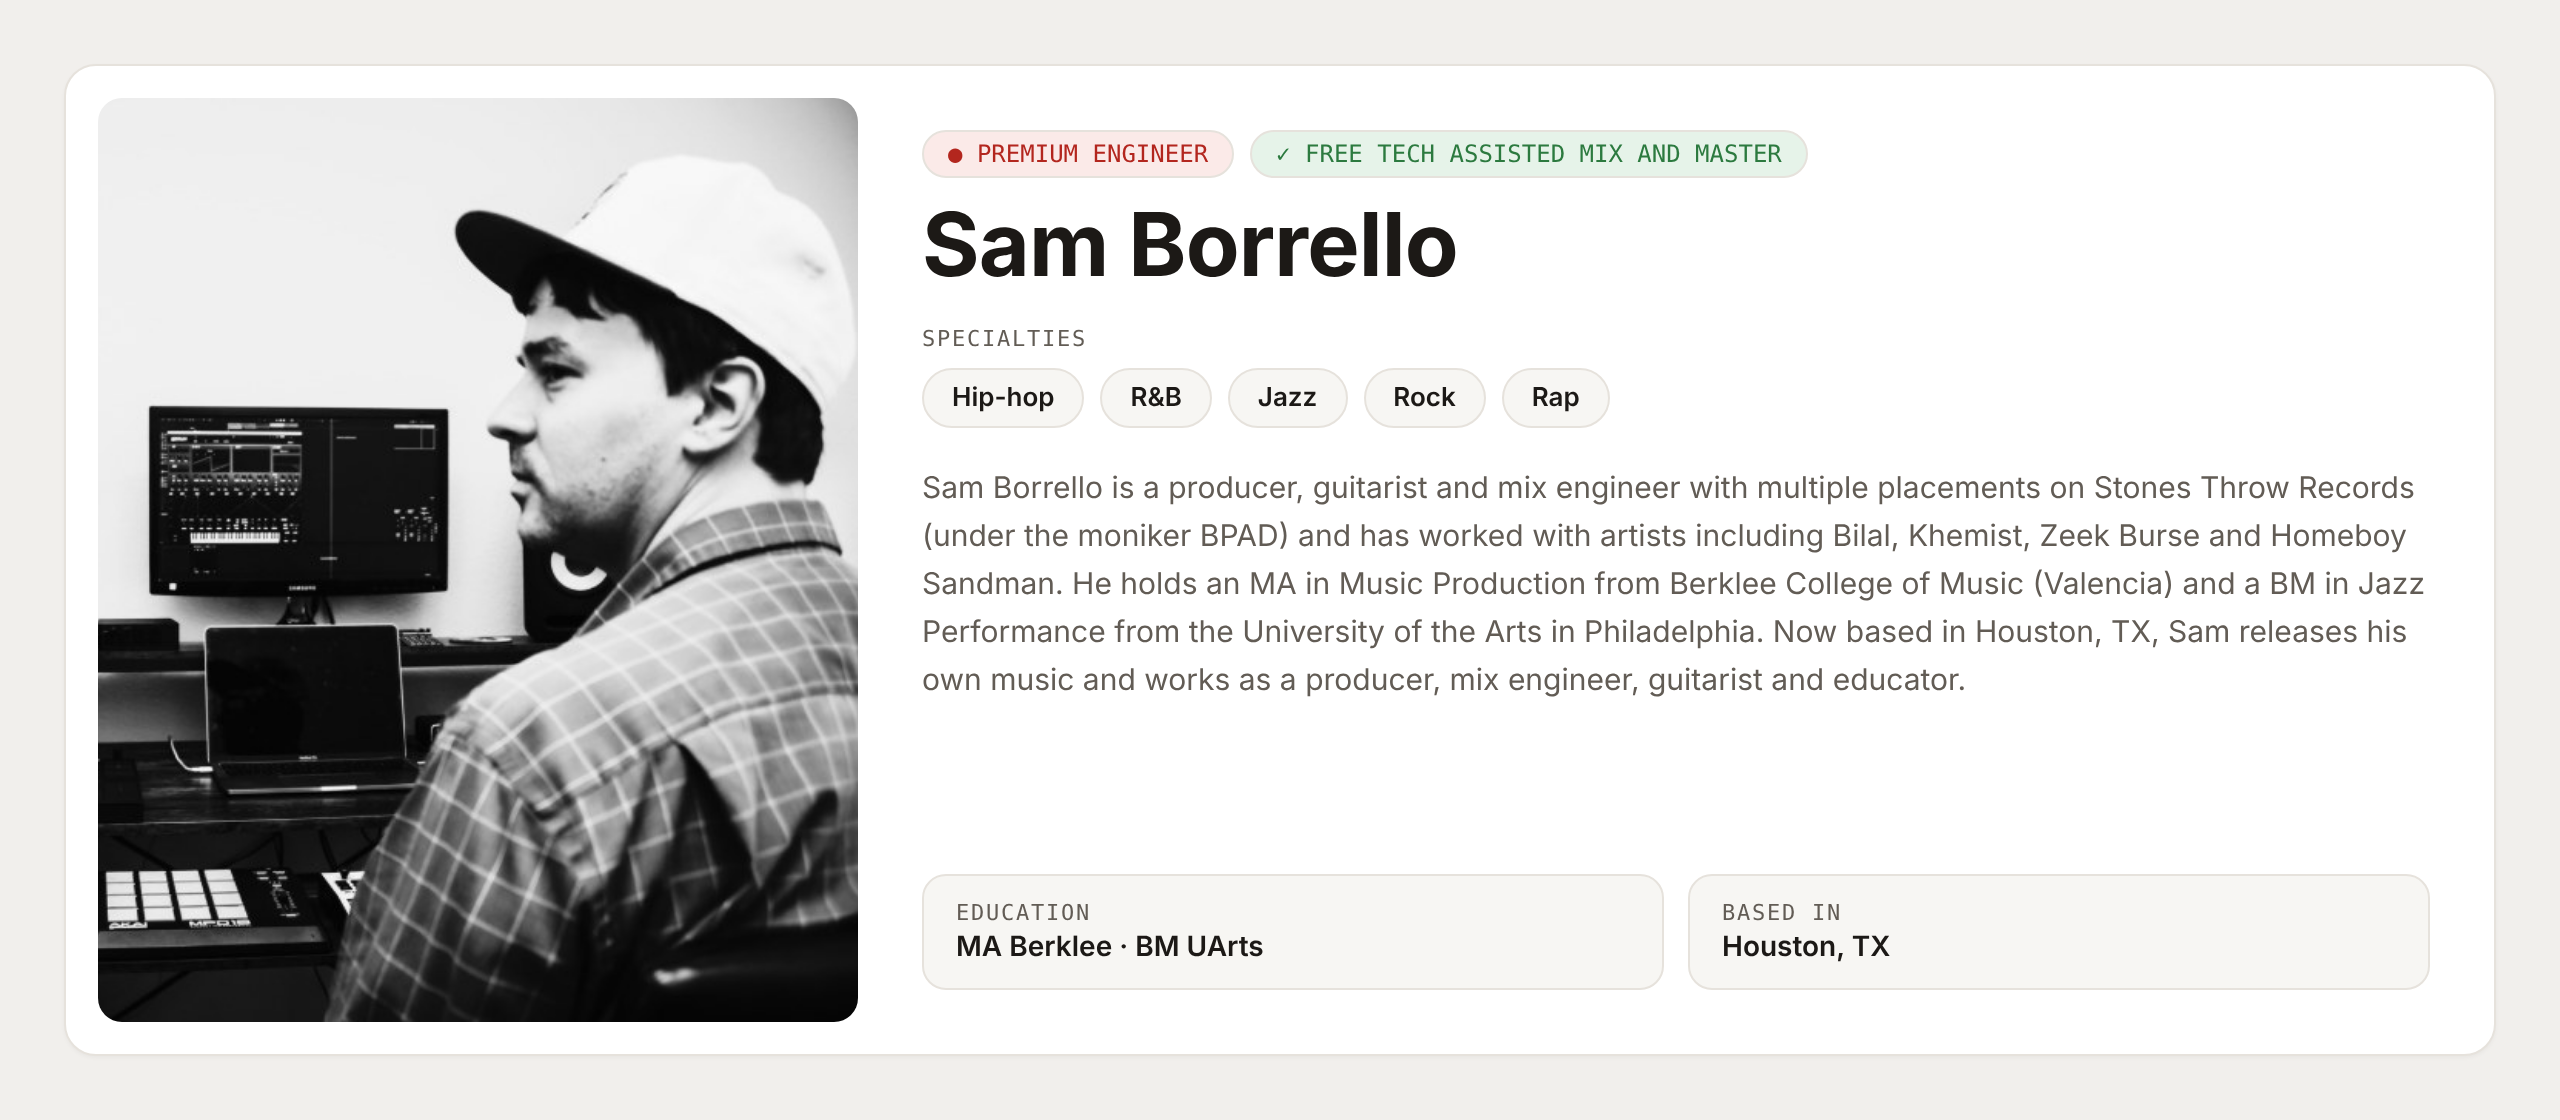 ● PREMIUM ENGINEER
✓ FREE TECH ASSISTED MIX AND MASTER
Sam Borrello
SPECIALTIES
Hip-hop
R&B
Jazz
Rock
Rap
Sam Borrello is a producer, guitarist and mix engineer with multiple placements on Stones Throw Records
(under the moniker BPAD) and has worked with artists including Bilal, Khemist, Zeek Burse and Homeboy
Sandman. He holds an MA in Music Production from Berklee College of Music (Valencia) and a BM in Jazz
Performance from the University of the Arts in Philadelphia. Now based in Houston, TX, Sam releases his
own music and works as a producer, mix engineer, guitarist and educator.
EDUCATION
MA Berklee · BM UArts
BASED IN
Houston, TX
SAMSUNG
AKAI